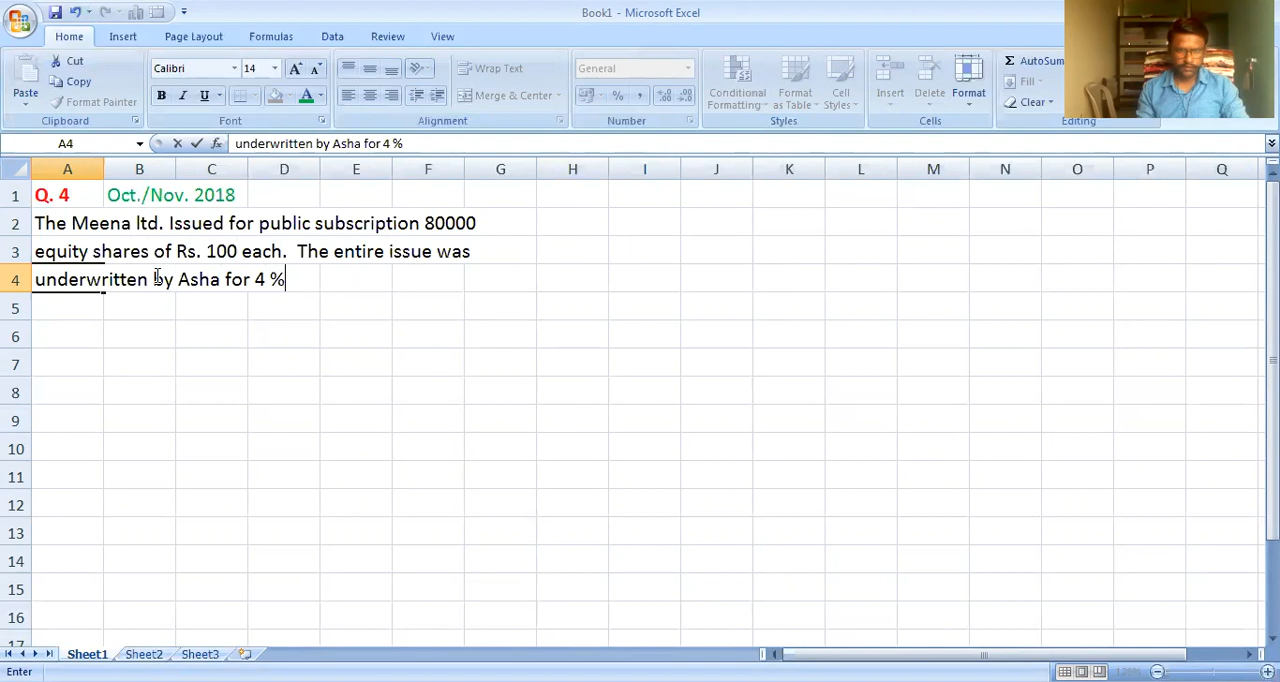 Book1 - Microsoft Excel
Home Insert Page Layout Formulas Data Review View
Cut
Copy
Format Painter
Paste
Clipboard
Calibri 14
B I U
Font
Wrap Text
Merge & Center
Alignment
General
Number
Conditional Formatting
Format as Table
Cell Styles
Styles
Insert Delete Format
Cells
AutoSum
Fill
Clear
Editing
A4 underwritten by Asha for 4 %
A B C D E F G H I J K L M N O P Q
1 Q. 4 Oct./Nov. 2018
2 The Meena ltd. Issued for public subscription 80000
3 equity shares of Rs. 100 each.  The entire issue was
4 underwritten by Asha for 4 %
5
6
7
8
9
10
11
12
13
14
15
16
17
Sheet1 Sheet2 Sheet3
Enter